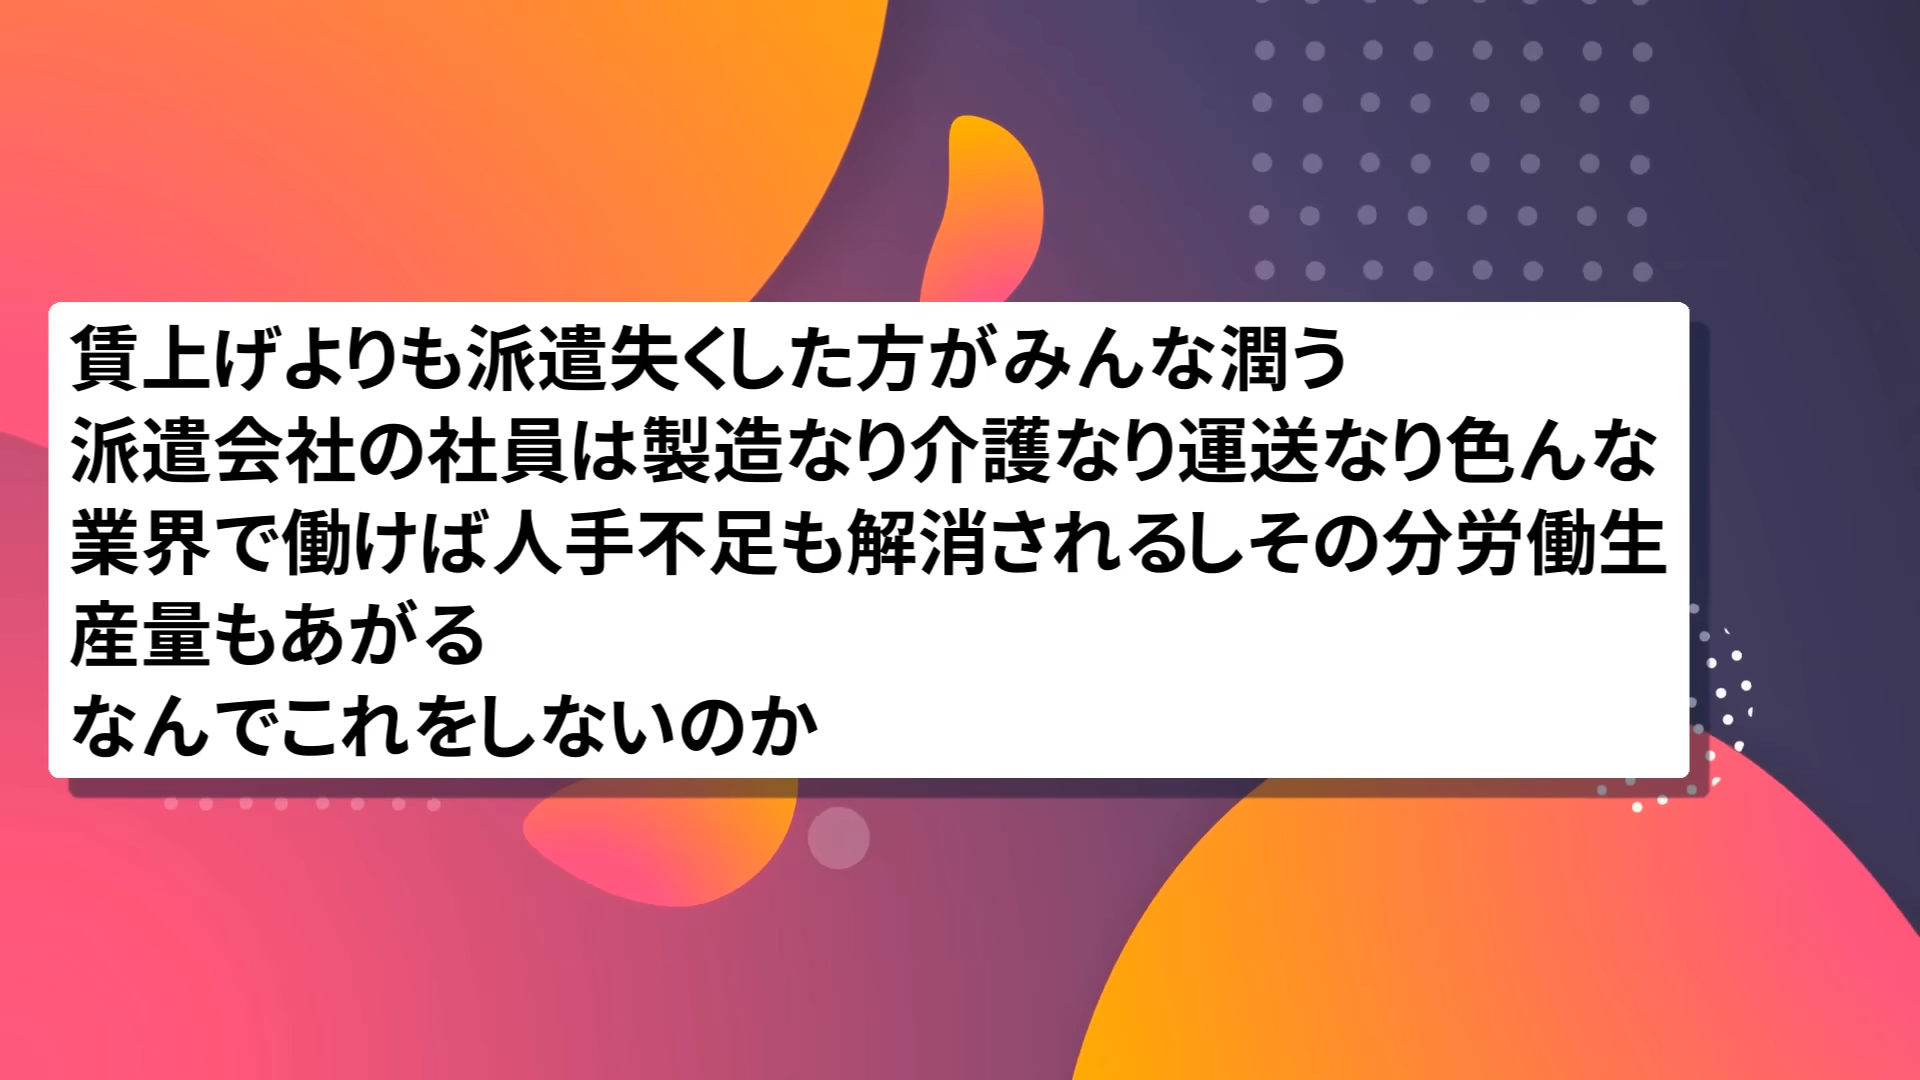 賃上げよりも派遣失くした方がみんな潤う
派遣会社の社員は製造なり介護なり運送なり色んな
業界で働けば人手不足も解消されるしその分労働生
産量もあがる
なんでこれをしないのか